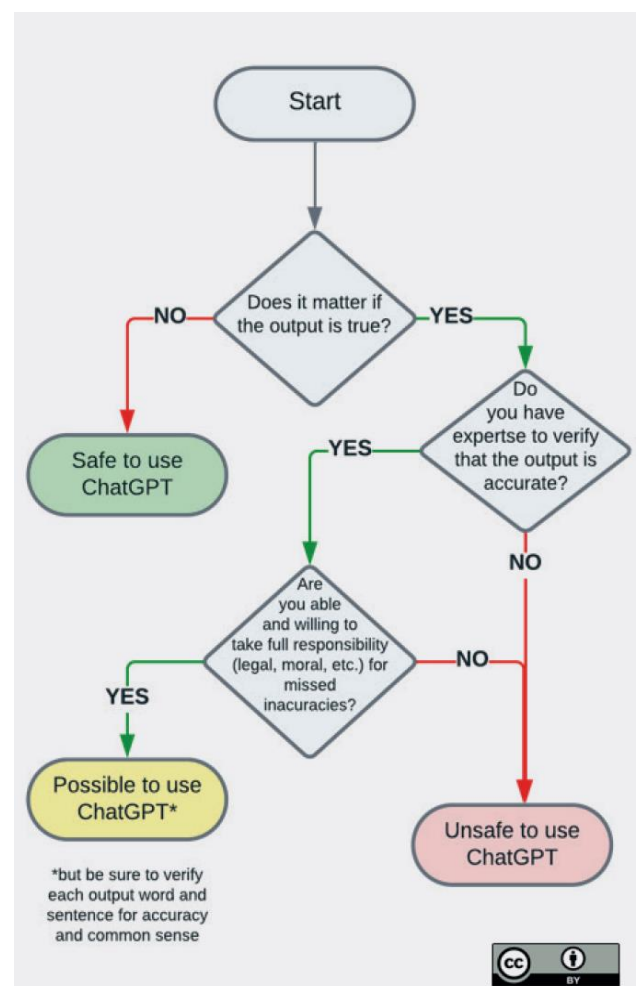 Start
Does it matter if
the output is true?
NO
YES
Safe to use
ChatGPT
Do
you have
expertse to verify
that the output is
accurate?
YES
NO
Are
you able
and willing to
take full responsibility
(legal, moral, etc.) for
missed
inacuracies?
YES
NO
Possible to use
ChatGPT*
Unsafe to use
ChatGPT
*but be sure to verify
each output word and
sentence for accuracy
and common sense
cc
BY